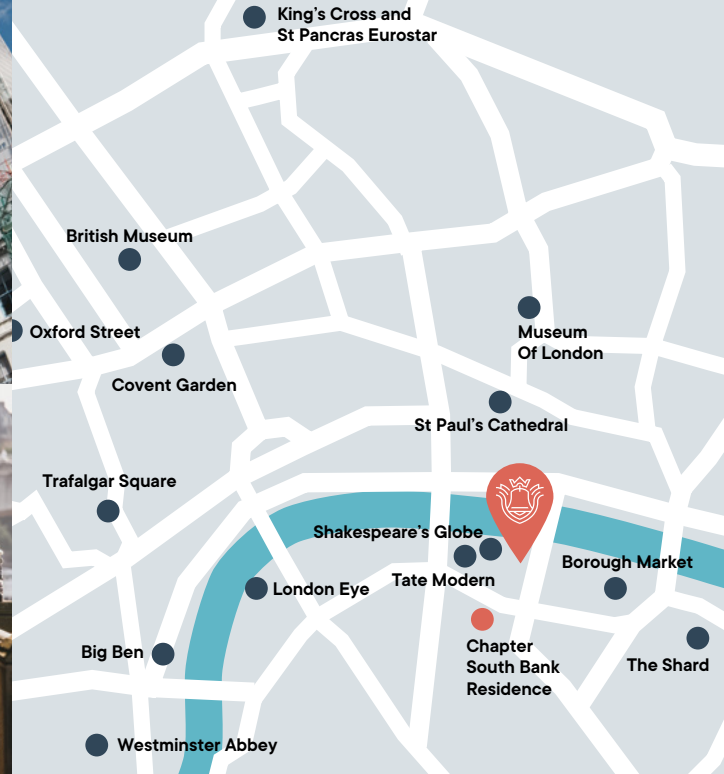 King's Cross and
St Pancras Eurostar
British Museum
Oxford Street
Museum
Of London
Covent Garden
St Paul's Cathedral
Trafalgar Square
Shakespeare's Globe
Borough Market
Tate Modern
London Eye
Big Ben
Chapter
South Bank
Residence
The Shard
Westminster Abbey